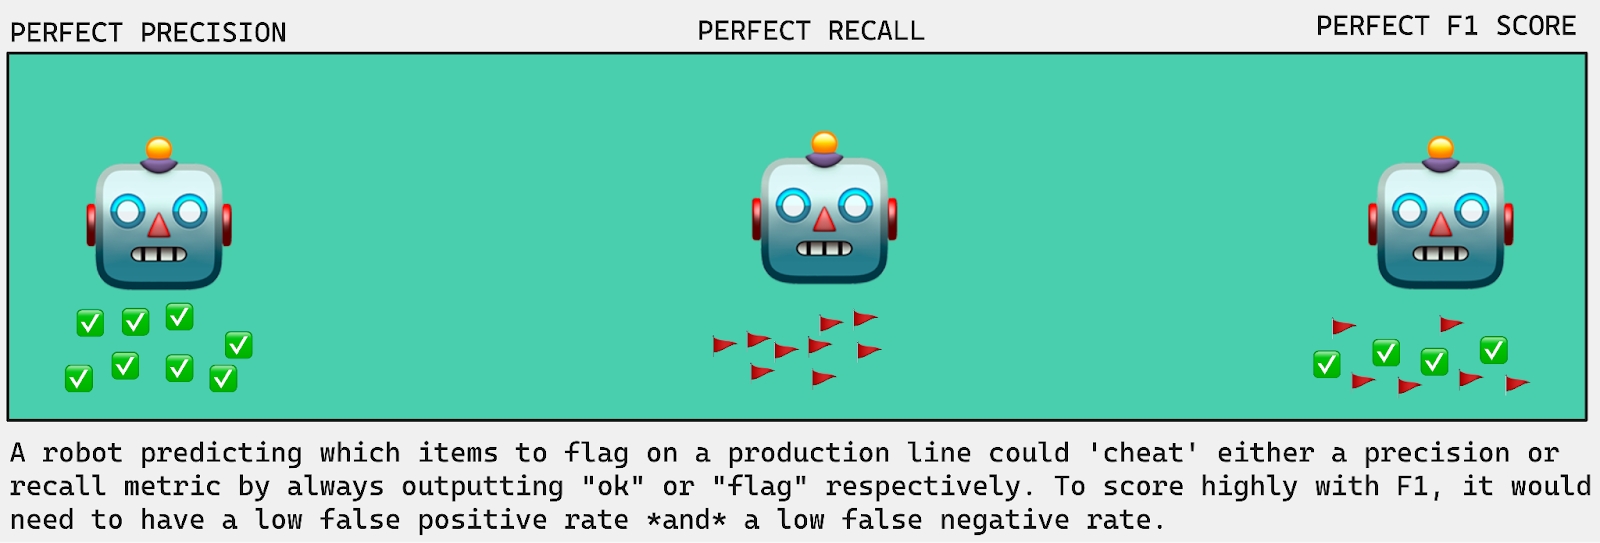 PERFECT PRECISION
PERFECT RECALL
PERFECT F1 SCORE
A robot predicting which items to flag on a production line could 'cheat' either a precision or
recall metric by always outputting "ok" or "flag" respectively. To score highly with F1, it would
need to have a low false positive rate *and* a low false negative rate.